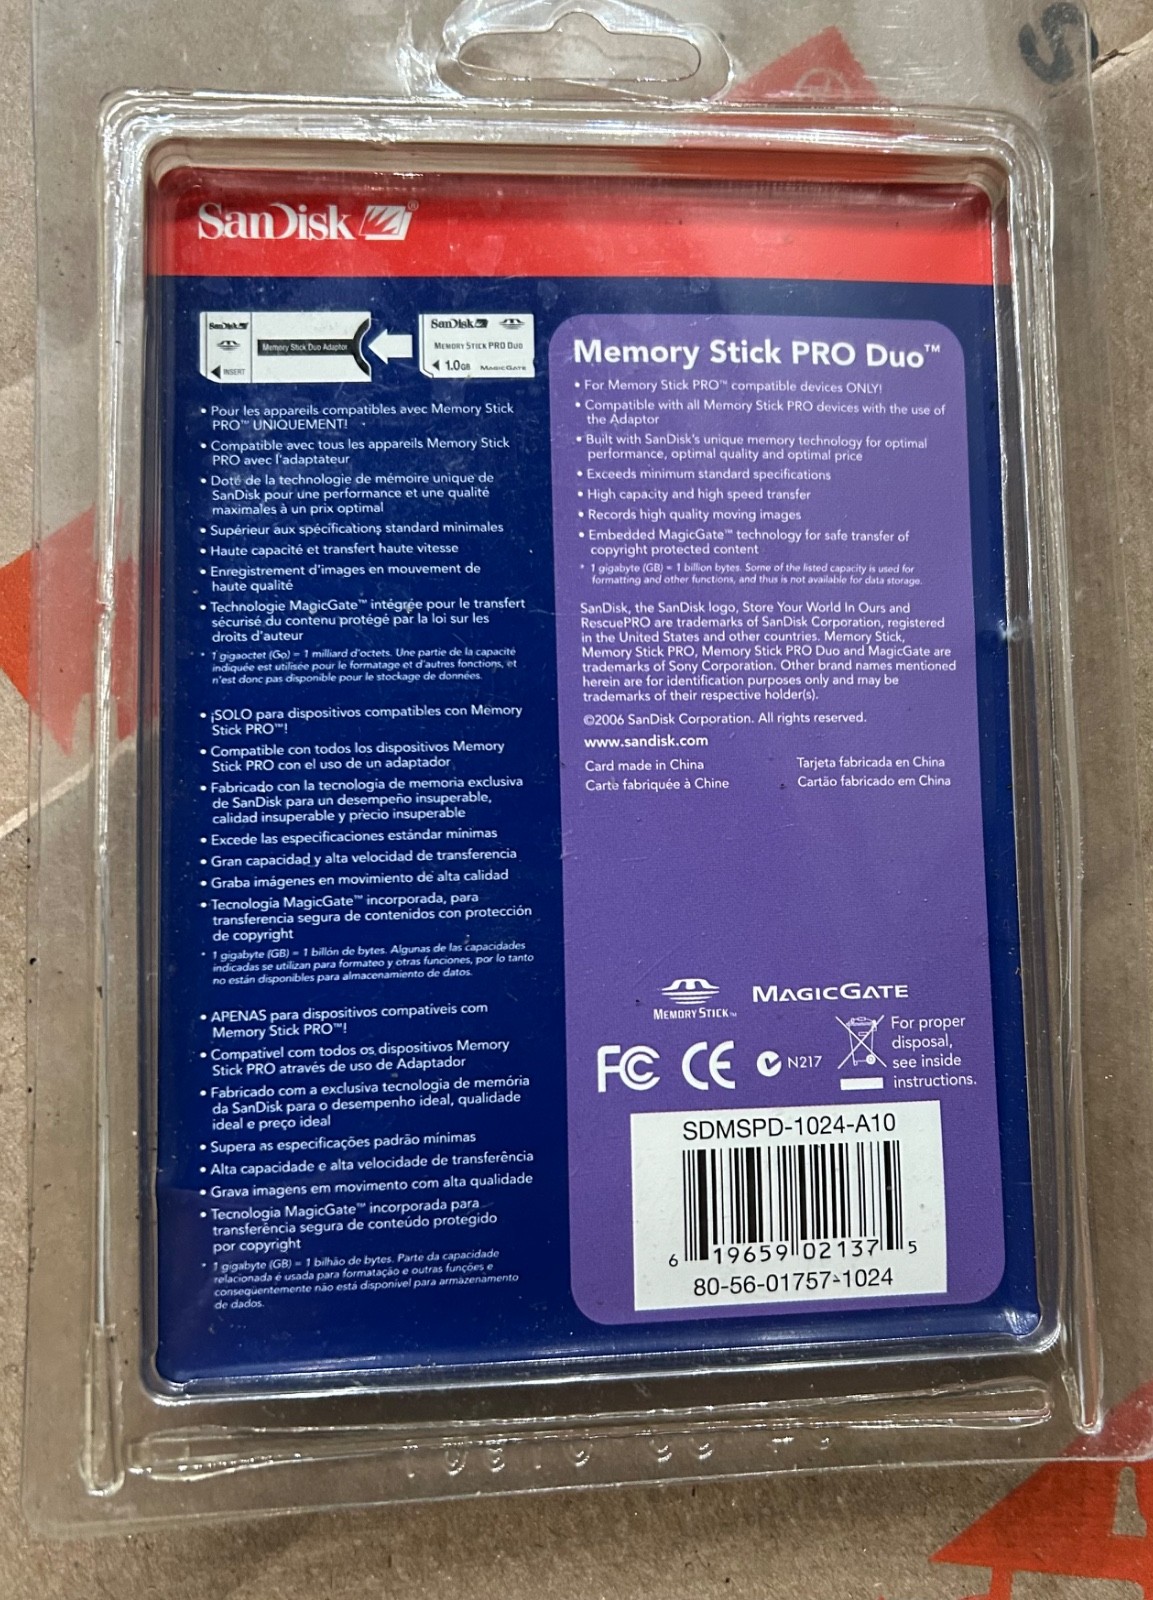 SanDisk ®
SanDisk
Memory Stick Duo Adaptor
INSERT
SanDisk
MEMORY STICK PRO DUO
1.0GB MAGICGATE
• Pour les appareils compatibles avec Memory Stick
PRO™ UNIQUEMENT!
• Compatible avec tous les appareils Memory Stick
PRO avec l'adaptateur
• Doté de la technologie de mémoire unique de
SanDisk pour une performance et une qualité
maximales à un prix optimal
• Supérieur aux spécifications standard minimales
• Haute capacité et transfert haute vitesse
• Enregistrement d'images en mouvement de
haute qualité
• Technologie MagicGate™ intégrée pour le transfert
sécurisé du contenu protégé par la loi sur les
droits d'auteur
* 1 gigaoctet (Go) = 1 milliard d'octets. Une partie de la capacité
indiquée est utilisée pour le formatage et d'autres fonctions, et
n'est donc pas disponible pour le stockage de données.
• ¡SOLO para dispositivos compatibles con Memory
Stick PRO™!
• Compatible con todos los dispositivos Memory
Stick PRO con el uso de un adaptador
• Fabricado con la tecnología de memoria exclusiva
de SanDisk para un desempeño insuperable,
calidad insuperable y precio insuperable
• Excede las especificaciones estándar mínimas
• Gran capacidad y alta velocidad de transferencia
• Graba imágenes en movimiento de alta calidad
• Tecnología MagicGate™ incorporada, para
transferencia segura de contenidos con protección
de copyright
* 1 gigabyte (GB) = 1 billón de bytes. Algunas de las capacidades
indicadas se utilizan para formateo y otras funciones, por lo tanto
no están disponibles para almacenamiento de datos.
• APENAS para dispositivos compatíveis com
Memory Stick PRO™!
• Compatível com todos os dispositivos Memory
Stick PRO através de uso de Adaptador
• Fabricado com a exclusiva tecnologia de memória
da SanDisk para o desempenho ideal, qualidade
ideal e preço ideal
• Supera as especificações padrão mínimas
• Alta capacidade e alta velocidade de transferência
• Grava imagens em movimento com alta qualidade
• Tecnologia MagicGate™ incorporada para
transferência segura de conteúdo protegido
por copyright
* 1 gigabyte (GB) = 1 bilhão de bytes. Parte da capacidade
relacionada é usada para formatação e outras funções e
conseqüentemente não está disponível para armazenamento
de dados.
Memory Stick PRO Duo™
• For Memory Stick PRO™ compatible devices ONLY!
• Compatible with all Memory Stick PRO devices with the use of
the Adaptor
• Built with SanDisk's unique memory technology for optimal
performance, optimal quality and optimal price
• Exceeds minimum standard specifications
• High capacity and high speed transfer
• Records high quality moving images
• Embedded MagicGate™ technology for safe transfer of
copyright protected content
* 1 gigabyte (GB) = 1 billion bytes. Some of the listed capacity is used for
formatting and other functions, and thus is not available for data storage.
SanDisk, the SanDisk logo, Store Your World In Ours and
RescuePRO are trademarks of SanDisk Corporation, registered
in the United States and other countries. Memory Stick,
Memory Stick PRO, Memory Stick PRO Duo and MagicGate are
trademarks of Sony Corporation. Other brand names mentioned
herein are for identification purposes only and may be
trademarks of their respective holder(s).
©2006 SanDisk Corporation. All rights reserved.
www.sandisk.com
Card made in China Tarjeta fabricada en China
Carte fabriquée à Chine Cartão fabricado em China
MEMORY STICK™ MAGICGATE
FC CE N217
For proper
disposal,
see inside
instructions.
SDMSPD-1024-A10
6 19659 02137 5
80-56-01757-1024